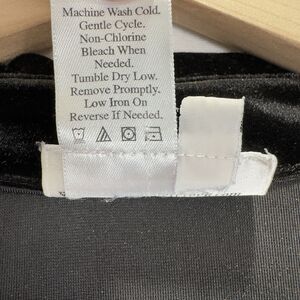 Machine Wash Cold.
Gentle Cycle.
Non-Chlorine
Bleach When
Needed.
Tumble Dry Low.
Remove Promptly.
Low Iron On
Reverse If Needed.